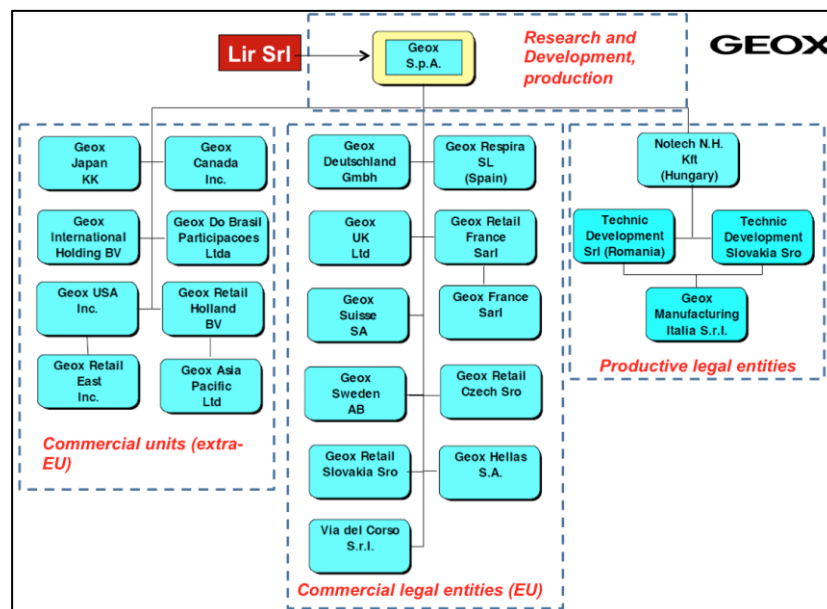 Lir Srl
Geox
S.p.A.
Research and
Development,
production
GEOX
Geox
Japan
KK
Geox
Canada
Inc.
Geox
International
Holding BV
Geox Do Brasil
Participacoes
Ltda
Geox USA
Inc.
Geox Retail
Holland
BV
Geox Retail
East
Inc.
Geox Asia
Pacific
Ltd
Commercial units (extra-
EU)
Geox
Deutschland
Gmbh
Geox Respira
SL
(Spain)
Geox
UK
Ltd
Geox Retail
France
Sarl
Geox
Suisse
SA
Geox France
Sarl
Geox
Sweden
AB
Geox Retail
Czech Sro
Geox Retail
Slovakia Sro
Geox Hellas
S.A.
Via del Corso
S.r.l.
Commercial legal entities (EU)
Notech N.H.
Kft
(Hungary)
Technic
Development
Srl (Romania)
Technic
Development
Slovakia Sro
Geox
Manufacturing
Italia S.r.l.
Productive legal entities